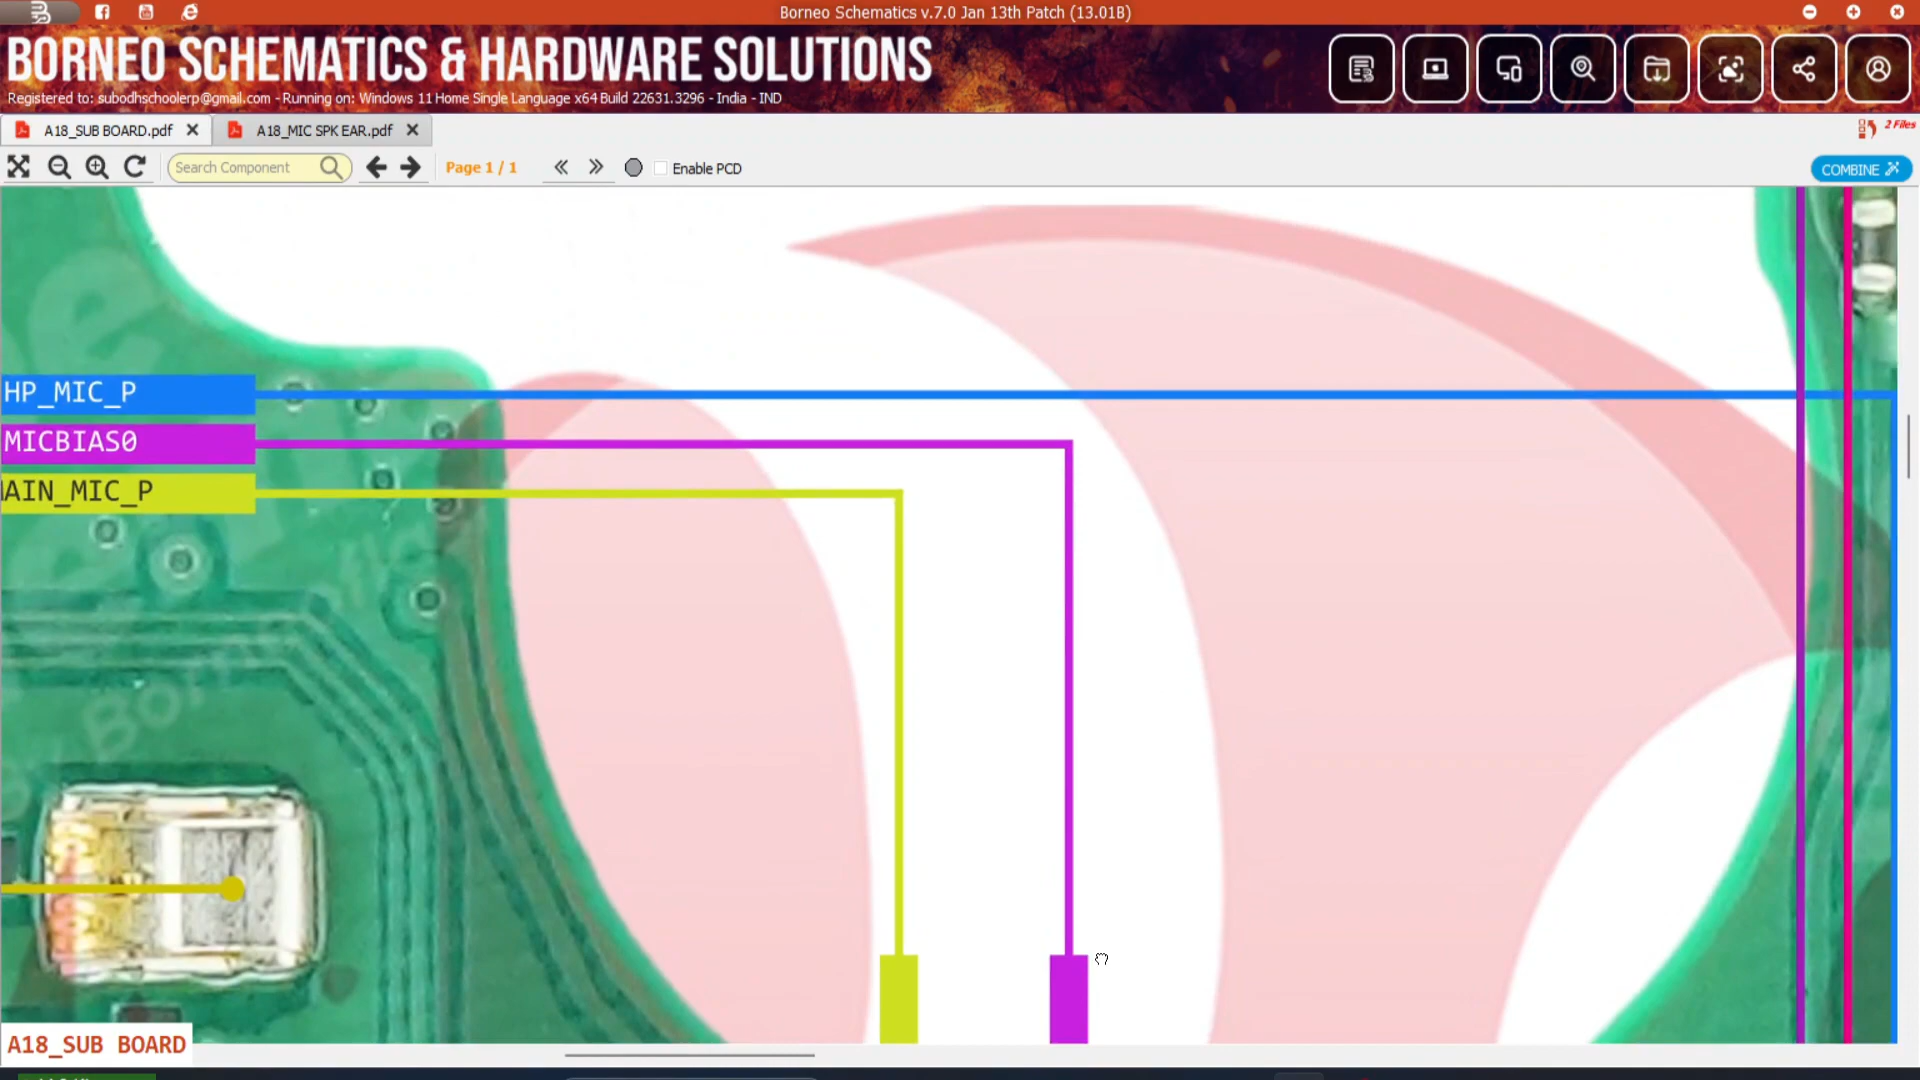 Borneo Schematics v.7.0 Jan 13th Patch (13.01B)
BORNEO SCHEMATICS & HARDWARE SOLUTIONS
Registered to: subodhschoolerp@gmail.com - Running on: Windows 11 Home Single Language x64 Build 22631.3296 - India - IND
A18_SUB BOARD.pdf
A18_MIC SPK EAR.pdf
2 Files
Search Component
Page 1 / 1
Enable PCD
COMBINE
HP_MIC_P
MICBIAS0
AIN_MIC_P
A18_SUB BOARD